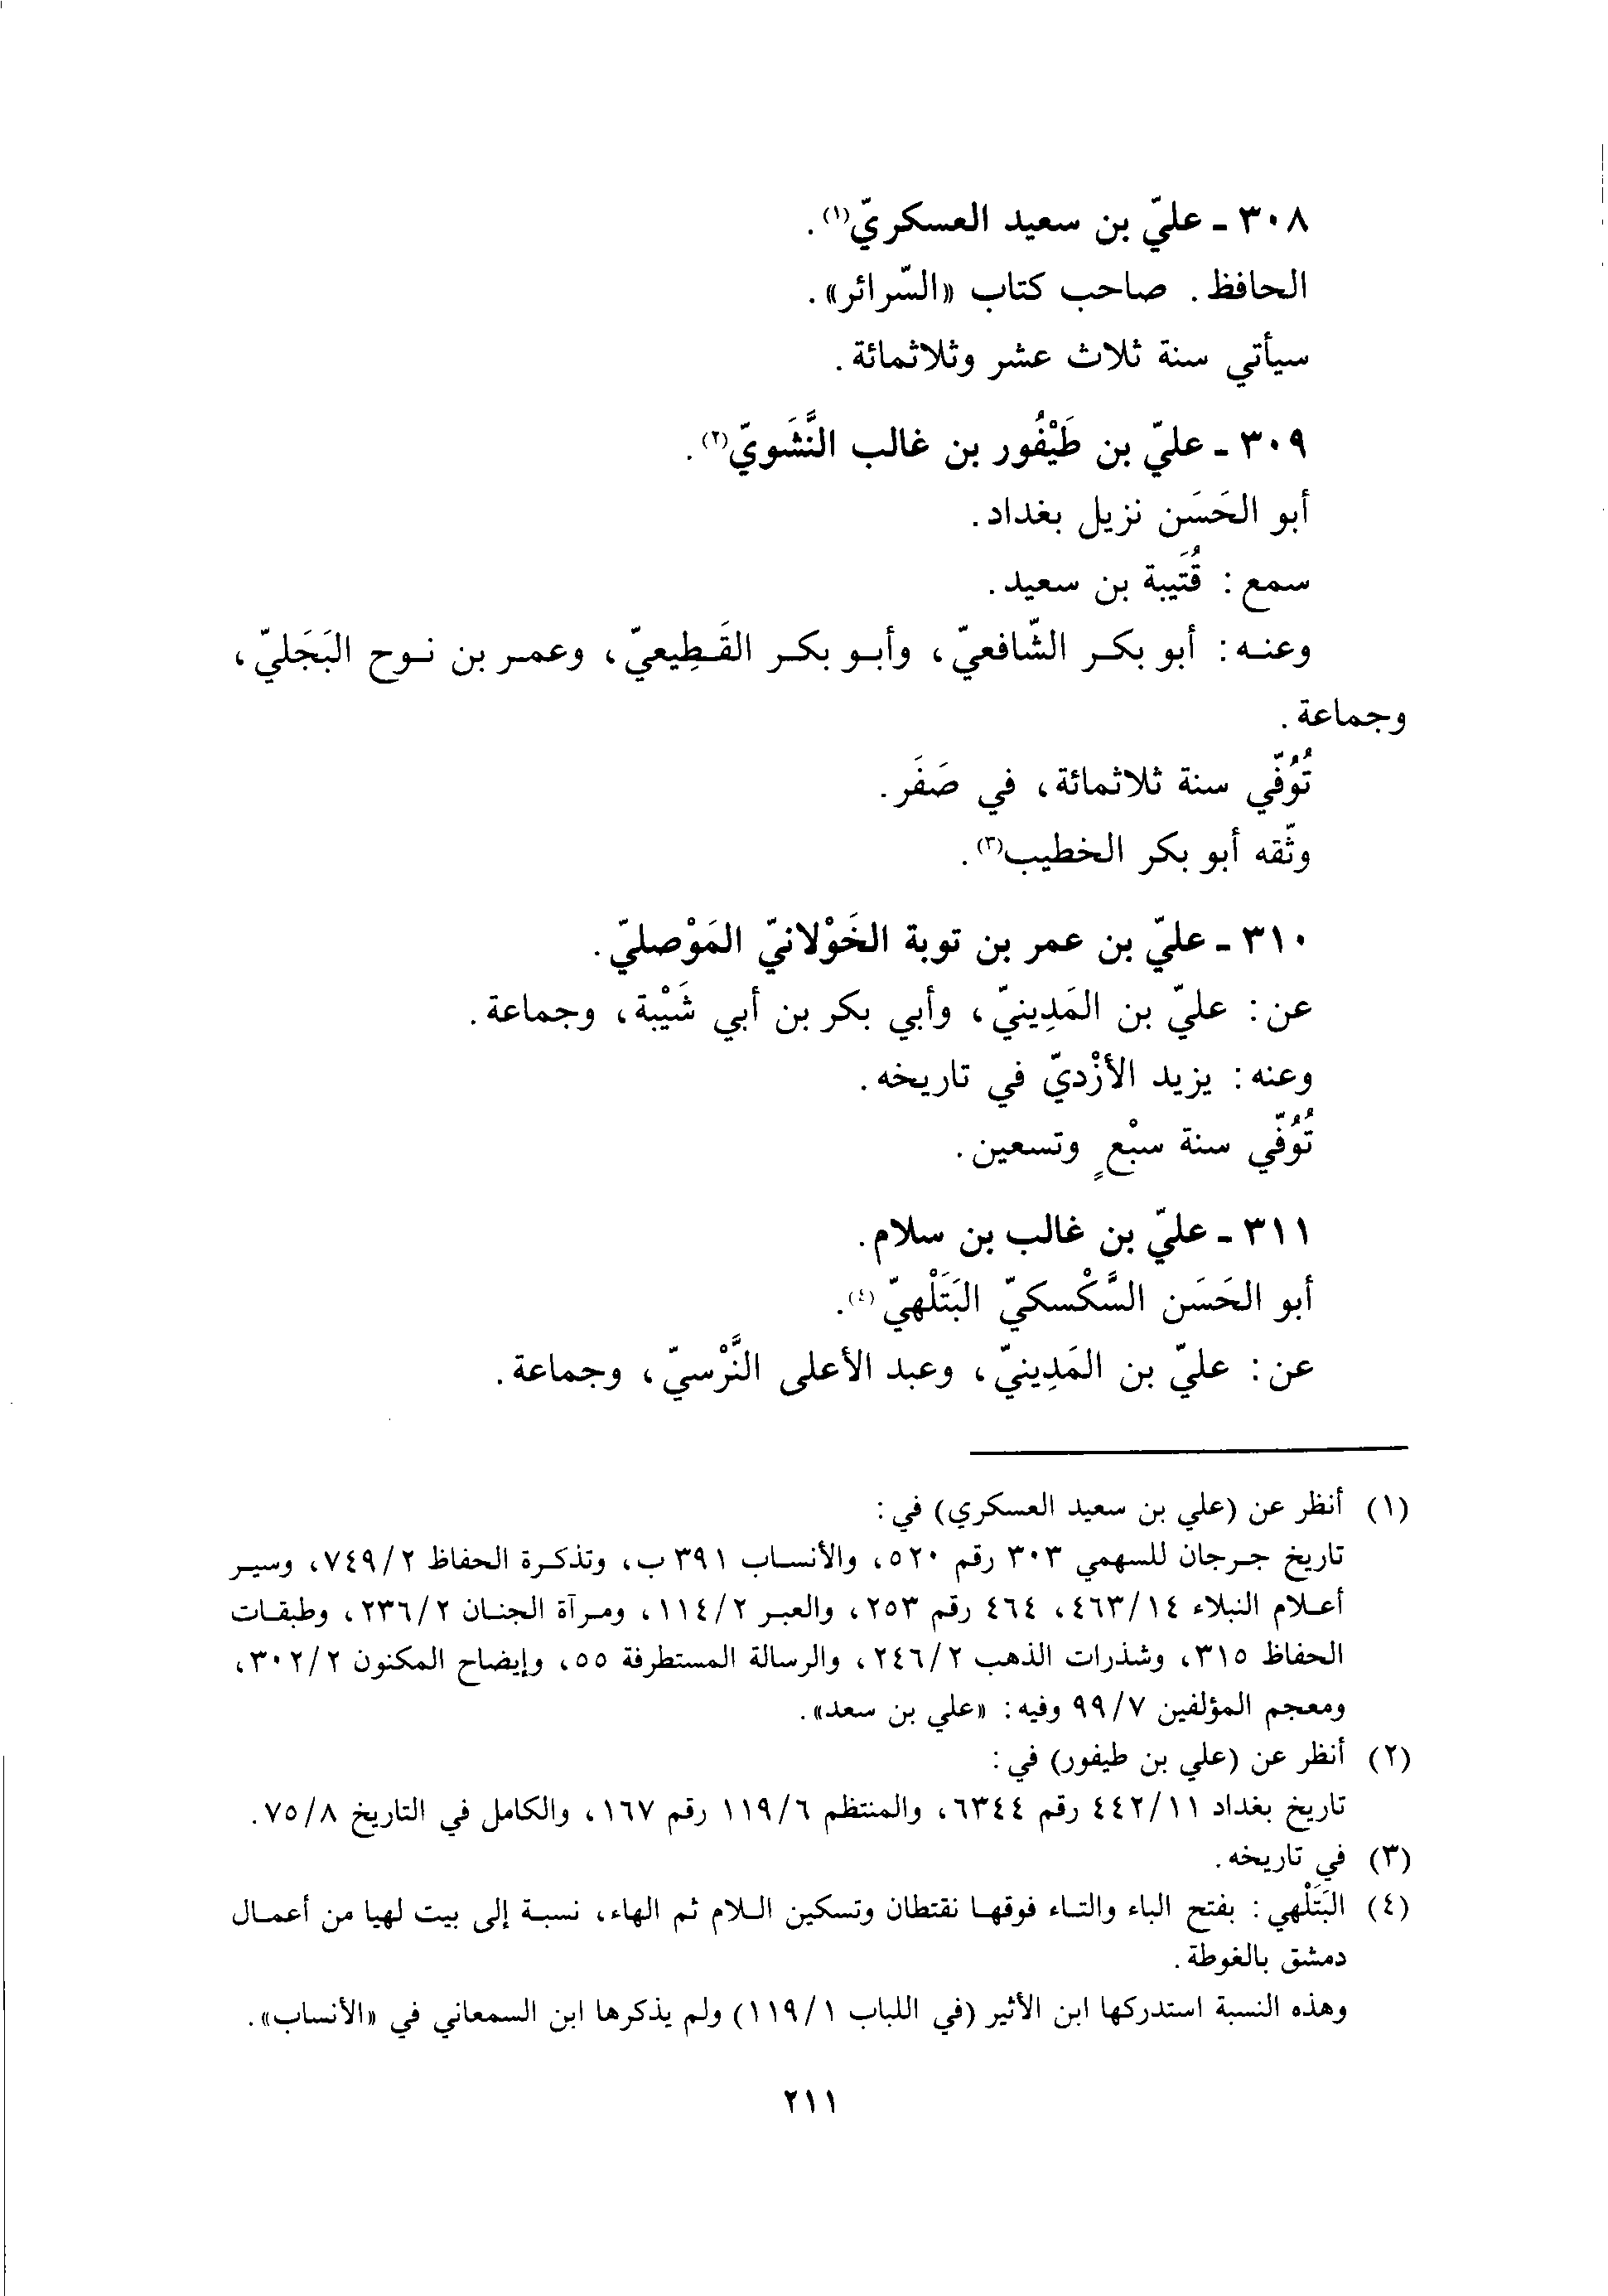 ٣٠٨ - عليّ بن سعيد العسكريّ(١).
الحافظ. صاحب كتاب «السّرائر».
سيأتي سنة ثلاث عشر وثلاثمائة.
٣٠٩ - عليّ بن طَيْفُور بن غالب النَّشَويّ(٢).
أبو الحَسَن نزيل بغداد.
سمع: قُتَيبة بن سعيد.
وعنه: أبو بكر الشّافعيّ، وأبو بكر القَطِيعيّ، وعمر بن نوح البَجَليّ،
وجماعة.
تُوُفّي سنة ثلاثمائة، في صَفَر.
وثّقه أبو بكر الخطيب(٣).
٣١٠ - عليّ بن عمر بن توبة الخَوْلانيّ المَوْصليّ.
عن: عليّ بن المَدِينيّ، وأبي بكر بن أبي شَيْبة، وجماعة.
وعنه: يزيد الأزْديّ في تاريخه.
تُوُفّي سنة سبْعٍ وتسعين.
٣١١ - عليّ بن غالب بن سلام.
أبو الحَسَن السَّكْسكيّ البَتَلْهيّ(٤).
عن: عليّ بن المَدِينيّ، وعبد الأعلى النَّرْسيّ، وجماعة.
(١) أنظر عن (علي بن سعيد العسكري) في:
تاريخ جرجان للسهمي ٣٠٣ رقم ٥٢٠، والأنساب ٣٩١ ب، وتذكرة الحفاظ ٧٤٩/٢، وسير
أعلام النبلاء ٤٦٣/١٤، ٤٦٤ رقم ٢٥٣، والعبر ١١٤/٢، ومرآة الجنان ٢٣٦/٢، وطبقات
الحفاظ ٣١٥، وشذرات الذهب ٢٤٦/٢، والرسالة المستطرفة ٥٥، وإيضاح المكنون ٣٠٢/٢،
ومعجم المؤلفين ٩٩/٧ وفيه: «علي بن سعد».
(٢) أنظر عن (علي بن طيفور) في:
تاريخ بغداد ٤٤٢/١١ رقم ٦٣٤٤، والمنتظم ١١٩/٦ رقم ١٦٧، والكامل في التاريخ ٧٥/٨.
(٣) في تاريخه.
(٤) البَتَلْهي: بفتح الباء والتاء فوقها نقتطان وتسكين اللام ثم الهاء، نسبة إلى بيت لهيا من أعمال
دمشق بالغوطة.
وهذه النسبة استدركها ابن الأثير (في اللباب ١١٩/١) ولم يذكرها ابن السمعاني في «الأنساب».
٢١١